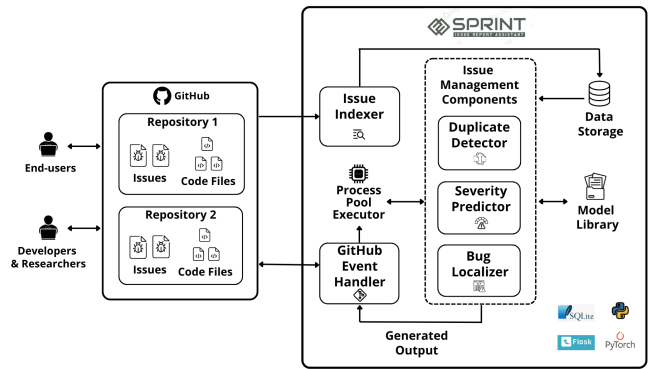 SPRINT
ISSUE REPORT ASSISTANT
GitHub
Repository 1
Issues
Code Files
Repository 2
Issues
Code Files
End-users
Developers
& Researchers
Issue
Indexer
Process
Pool
Executor
GitHub
Event
Handler
Issue
Management
Components
Duplicate
Detector
Severity
Predictor
Bug
Localizer
Generated
Output
Data
Storage
Model
Library
SQLite
Flask
PyTorch